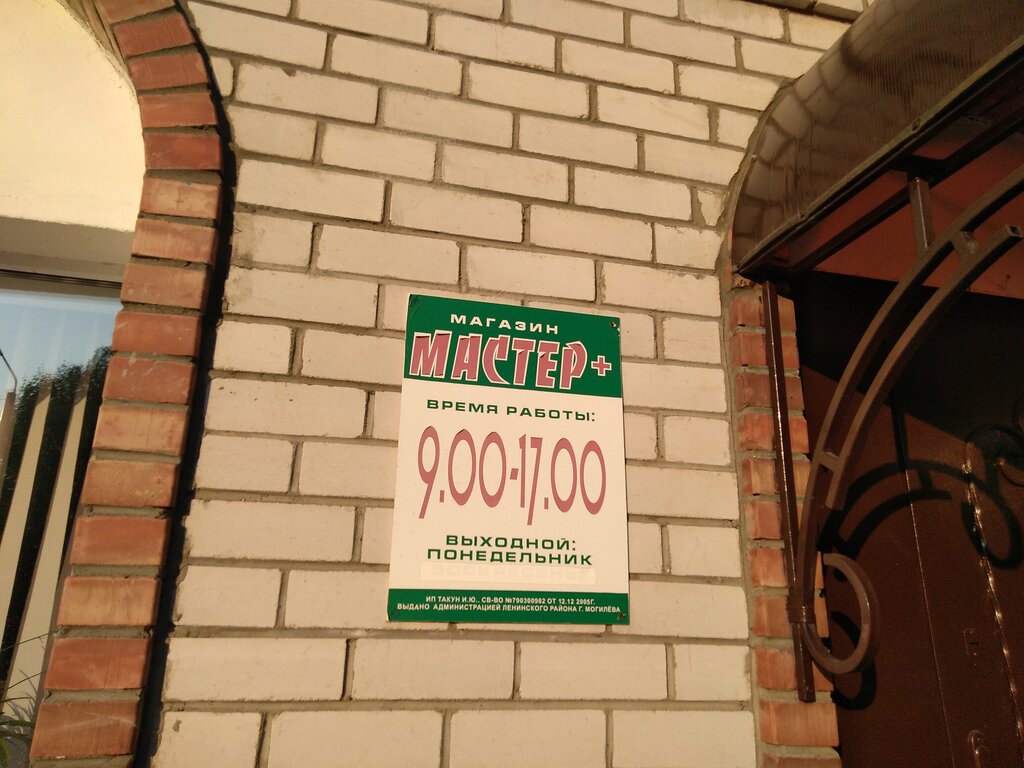 МАГАЗИН
МАСТЕР+
ВРЕМЯ РАБОТЫ:
9.00-17.00
ВЫХОДНОЙ:
ПОНЕДЕЛЬНИК
ВОСКРЕСЕНЬЕ
ИП ТАКУН И.Ю., СВ-ВО №790300982 ОТ 12.12 2005Г.
ВЫДАНО АДМИНИСТРАЦИЕЙ ЛЕНИНСКОГО РАЙОНА Г. МОГИЛЁВА